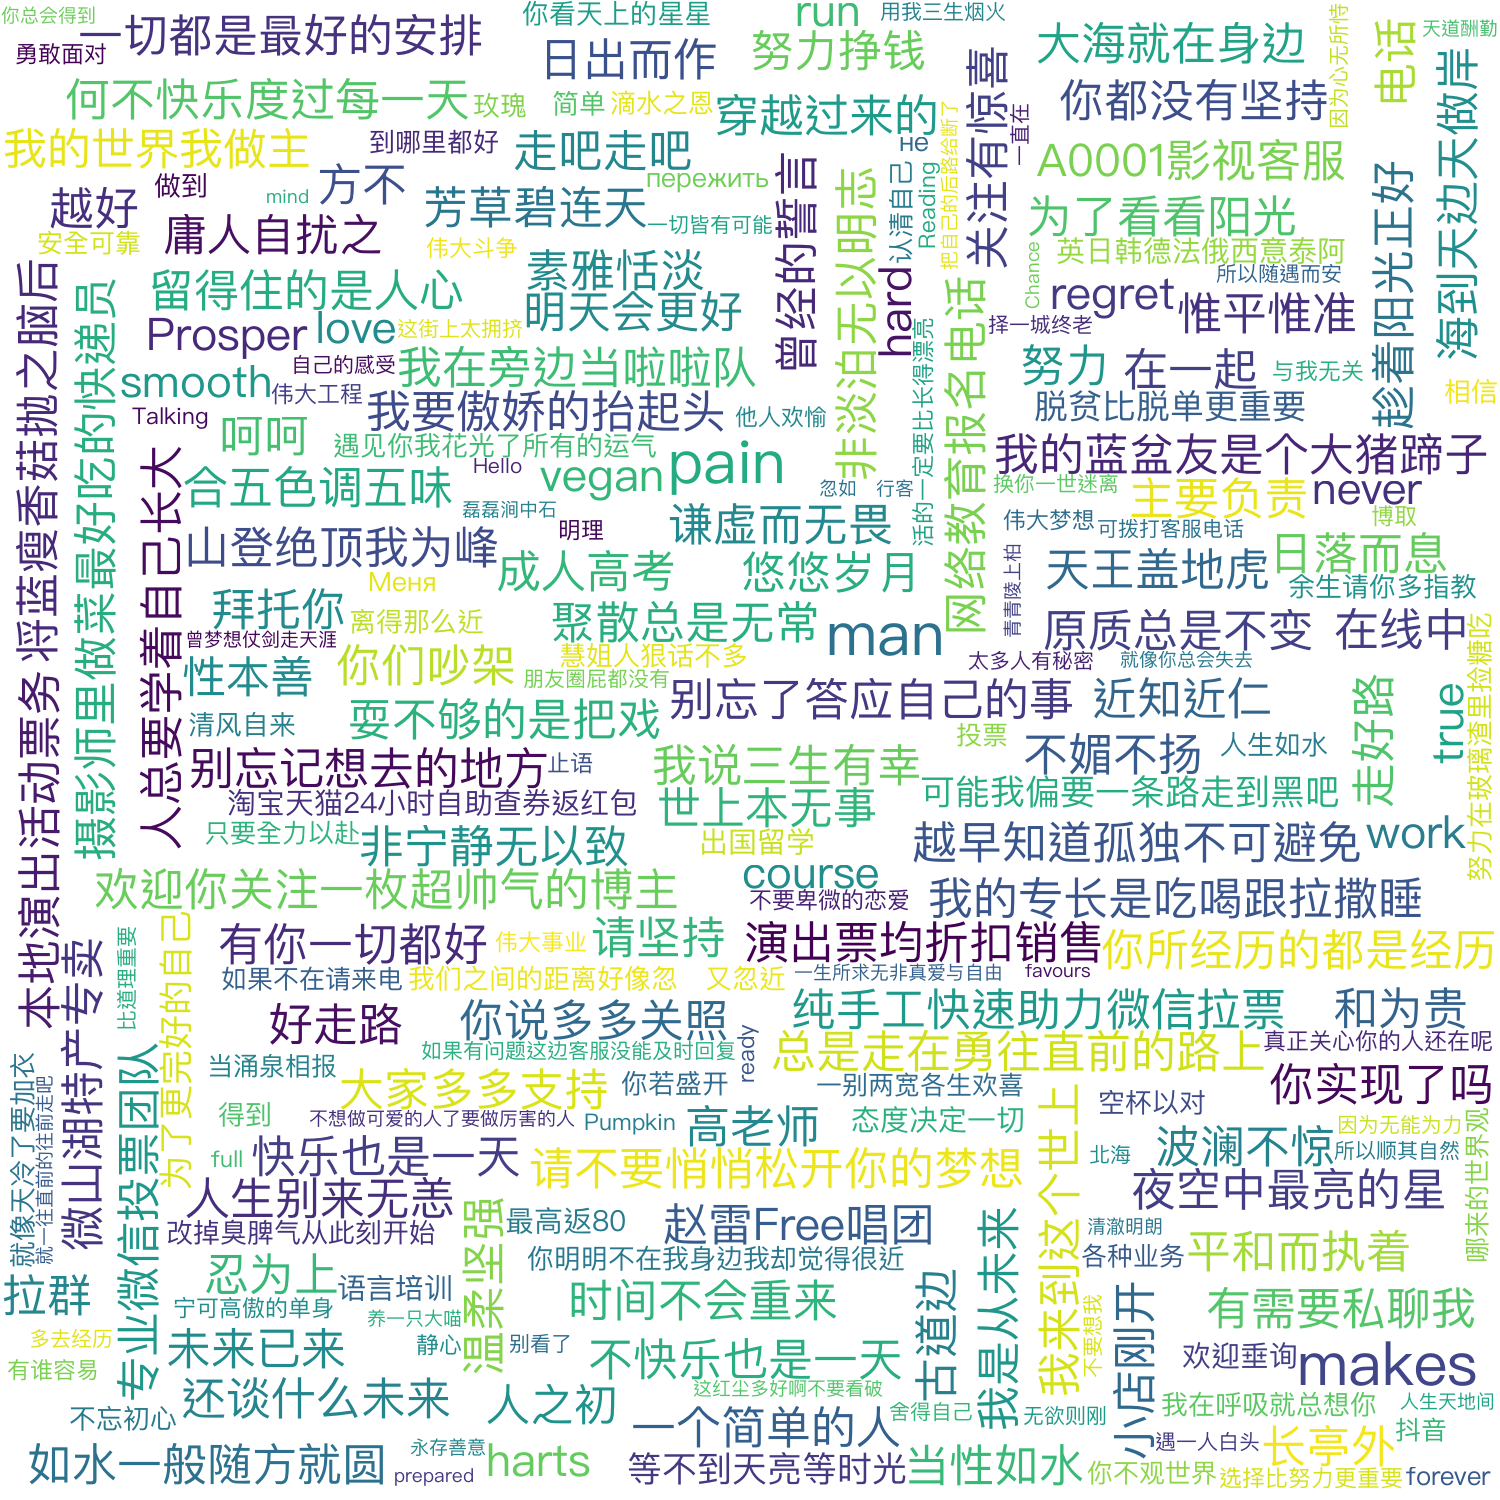 你总会得到
一切都是最好的安排
勇敢面对
你看天上的星星
run
用我三生烟火
日出而作
努力挣钱
大海就在身边
电话
天道酬勤
因为心无所恃
海到天边天做岸
何不快乐度过每一天
玫瑰
简单
滴水之恩
穿越过来的
не
把自己的后路给断了
关注有惊喜
一直在
你都没有坚持
我的世界我做主
到哪里都好
走吧走吧
A0001影视客服
越好
做到
mind
方不
芳草碧连天
пережить
一切皆有可能
曾经的誓言
非淡泊无以明志
认清自己
Reading
为了看看阳光
趁着阳光正好
安全可靠
庸人自扰之
伟大斗争
素雅恬淡
英日韩德法俄西意泰阿
Chance
所以随遇而安
留得住的是人心
明天会更好
hard
regret
惟平惟准
Prosper
love
这街上太拥挤
择一城终老
自己的感受
我在旁边当啦啦队
活的一定要比长得漂亮
网络教育报名电话
努力
在一起
与我无关
相信
smooth
伟大工程
我要傲娇的抬起头
他人欢愉
脱贫比脱单更重要
Talking
呵呵
遇见你我花光了所有的运气
Hello
vegan
pain
我的蓝盆友是个大猪蹄子
将蓝瘦香菇抛之脑后
摄影师里做菜最好吃的快递员
人总要学着自己长大
合五色调五味
磊磊涧中石
忽如
行客
换你一世迷离
主要负责
never
明理
谦虚而无畏
伟大梦想
可拨打客服电话
博取
山登绝顶我为峰
成人高考
悠悠岁月
青青陵上柏
天王盖地虎
日落而息
Меня
余生请你多指教
拜托你
离得那么近
聚散总是无常
man
原质总是不变
在线中
曾梦想仗剑走天涯
性本善
你们吵架
慧姐人狠话不多
朋友圈屁都没有
太多人有秘密
就像你总会失去
努力在玻璃渣里捡糖吃
清风自来
耍不够的是把戏
别忘了答应自己的事
近知近仁
走好路
true
投票
不媚不扬
人生如水
别忘记想去的地方
止语
我说三生有幸
本地演出活动票务
淘宝天猫24小时自助查券返红包
世上本无事
可能我偏要一条路走到黑吧
只要全力以赴
非宁静无以致
出国留学
越早知道孤独不可避免
work
欢迎你关注一枚超帅气的博主
course
不要卑微的恋爱
我的专长是吃喝跟拉撒睡
微山湖特产专卖
比道理重要
为了更完好的自己
有你一切都好
伟大事业
请坚持
演出票均折扣销售
你所经历的都是经历
如果不在请来电
我们之间的距离好像忽
又忽近
一生所求无非真爱与自由
favours
好走路
你说多多关照
纯手工快速助力微信拉票
和为贵
就像天冷了要加衣
就一往直前的往前走吧
专业微信投票团队
当涌泉相报
如果有问题这边客服没能及时回复
ready
总是走在勇往直前的路上
真正关心你的人还在呢
大家多多支持
你若盛开
一别两宽各生欢喜
你实现了吗
得到
不想做可爱的人了要做厉害的人
Pumpkin
高老师
态度决定一切
我来到这个世上
空杯以对
因为无能为力
哪来的世界观
full
快乐也是一天
请不要悄悄松开你的梦想
北海
波澜不惊
所以顺其自然
人生别来无恙
夜空中最亮的星
改掉臭脾气从此刻开始
温柔坚强
最高返80
赵雷Free唱团
我是从未来
清澈明朗
各种业务
平和而执着
忍为上
语言培训
你明明不在我身边我却觉得很近
拉群
宁可高傲的单身
养一只大喵
时间不会重来
古道边
不要想我
小店刚开
有需要私聊我
多去经历
未来已来
静心
别看了
不快乐也是一天
欢迎垂询
makes
有谁容易
还谈什么未来
人之初
这红尘多好啊不要看破
舍得自己
无欲则刚
我在呼吸就总想你
人生天地间
不忘初心
一个简单的人
遇一人白头
长亭外
抖音
如水一般随方就圆
永存善意
prepared
harts
等不到天亮等时光
当性如水
你不观世界
选择比努力更重要
forever